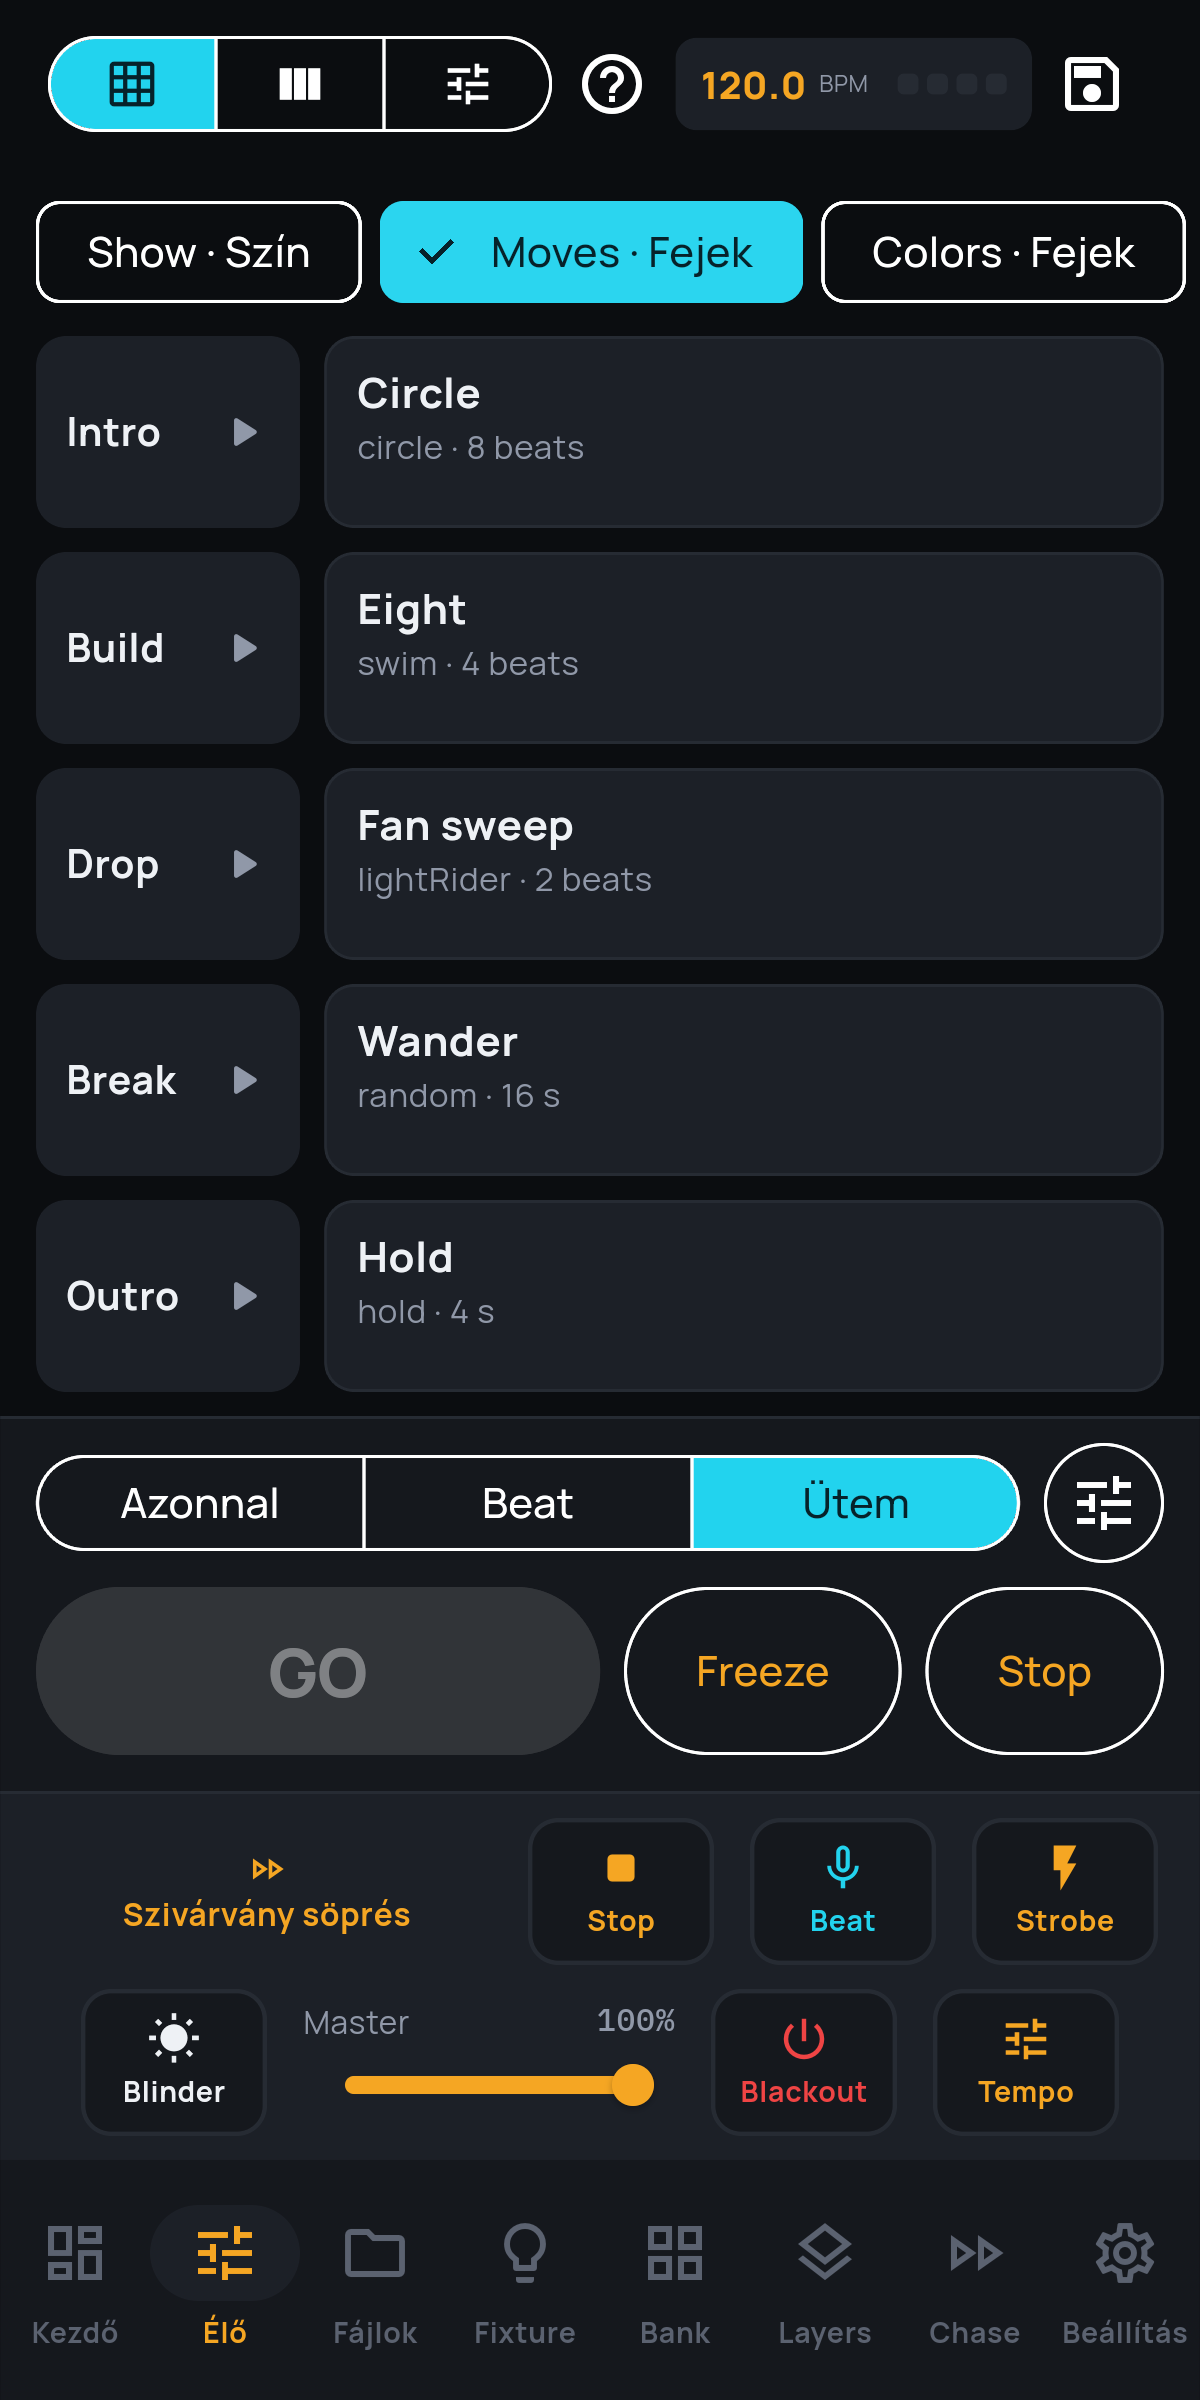 120.0 BPM
Show · Szín
Moves · Fejek
Colors · Fejek
Intro
Circle
circle · 8 beats
Build
Eight
swim · 4 beats
Drop
Fan sweep
lightRider · 2 beats
Break
Wander
random · 16 s
Outro
Hold
hold · 4 s
Azonnal
Beat
Ütem
GO
Freeze
Stop
Szivárvány söprés
Stop
Beat
Strobe
Blinder
Master
100%
Blackout
Tempo
Kezdő
Élő
Fájlok
Fixture
Bank
Layers
Chase
Beállítás